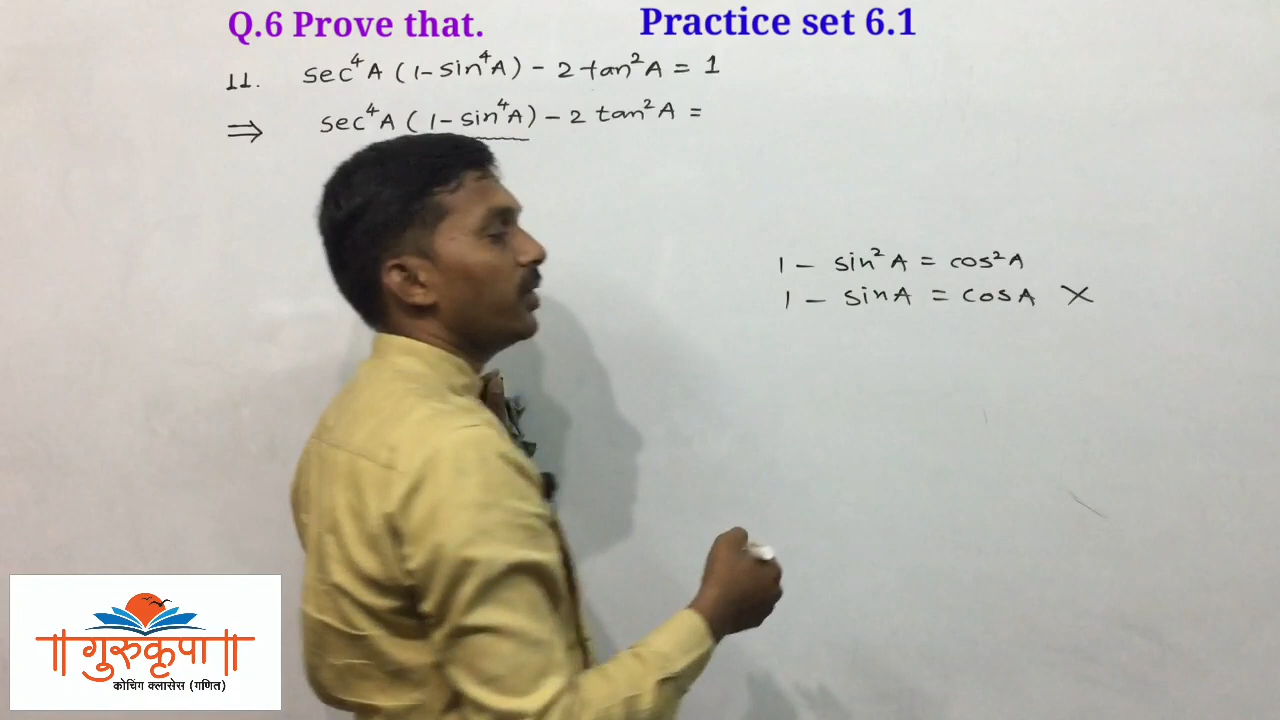 Q.6 Prove that. Practice set 6.1
11. sec⁴A (1 - sin⁴A) - 2 tan²A = 1
⇒ sec⁴A (1 - sin⁴A) - 2 tan²A =
1 - sin²A = cos²A
1 - sinA = cosA ×
॥गुरुकृपा॥
कोचिंग क्लासेस (गणित)